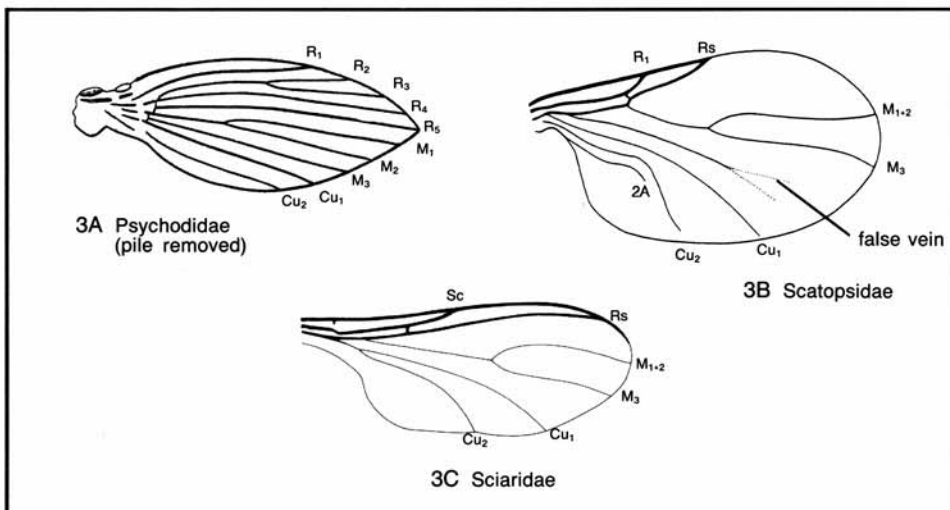 R₁
R₂
R₃
R₄
R₅
M₁
M₂
M₃
Cu₁
Cu₂
3A Psychodidae
(pile removed)
R₁
Rs
M₁₊₂
M₃
false vein
2A
Cu₂
Cu₁
3B Scatopsidae
Sc
Rs
M₁₊₂
M₃
Cu₁
Cu₂
3C Sciaridae